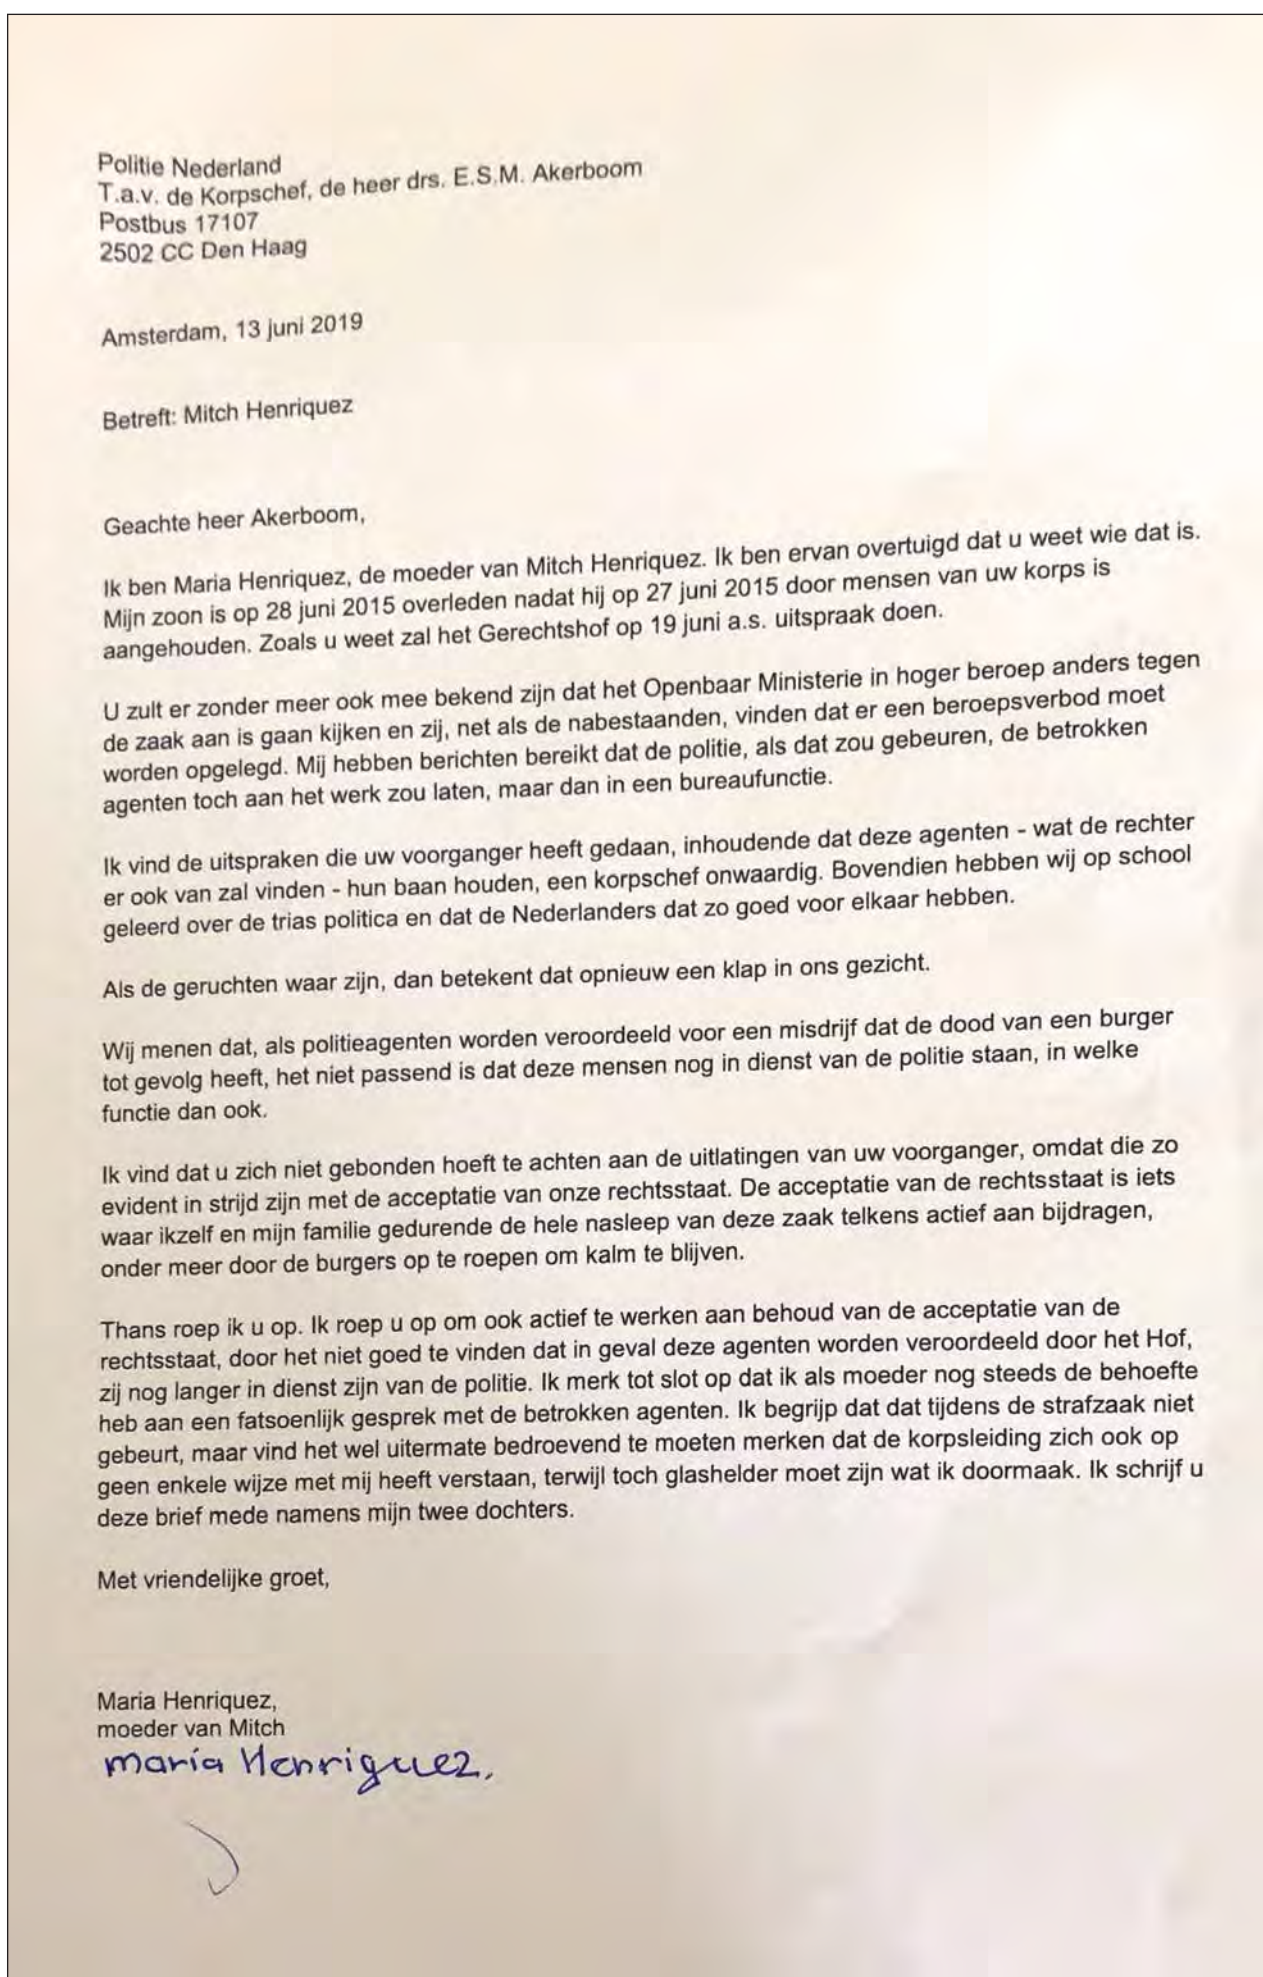 Politie Nederland
T.a.v. de Korpschef, de heer drs. E.S.M. Akerboom
Postbus 17107
2502 CC Den Haag
Amsterdam, 13 juni 2019
Betreft: Mitch Henriquez
Geachte heer Akerboom,
Ik ben Maria Henriquez, de moeder van Mitch Henriquez. Ik ben ervan overtuigd dat u weet wie dat is.
Mijn zoon is op 28 juni 2015 overleden nadat hij op 27 juni 2015 door mensen van uw korps is
aangehouden. Zoals u weet zal het Gerechtshof op 19 juni a.s. uitspraak doen.
U zult er zonder meer ook mee bekend zijn dat het Openbaar Ministerie in hoger beroep anders tegen
de zaak aan is gaan kijken en zij, net als de nabestaanden, vinden dat er een beroepsverbod moet
worden opgelegd. Mij hebben berichten bereikt dat de politie, als dat zou gebeuren, de betrokken
agenten toch aan het werk zou laten, maar dan in een bureaufunctie.
Ik vind de uitspraken die uw voorganger heeft gedaan, inhoudende dat deze agenten - wat de rechter
er ook van zal vinden - hun baan houden, een korpschef onwaardig. Bovendien hebben wij op school
geleerd over de trias politica en dat de Nederlanders dat zo goed voor elkaar hebben.
Als de geruchten waar zijn, dan betekent dat opnieuw een klap in ons gezicht.
Wij menen dat, als politieagenten worden veroordeeld voor een misdrijf dat de dood van een burger
tot gevolg heeft, het niet passend is dat deze mensen nog in dienst van de politie staan, in welke
functie dan ook.
Ik vind dat u zich niet gebonden hoeft te achten aan de uitlatingen van uw voorganger, omdat die zo
evident in strijd zijn met de acceptatie van onze rechtsstaat. De acceptatie van de rechtsstaat is iets
waar ikzelf en mijn familie gedurende de hele nasleep van deze zaak telkens actief aan bijdragen,
onder meer door de burgers op te roepen om kalm te blijven.
Thans roep ik u op. Ik roep u op om ook actief te werken aan behoud van de acceptatie van de
rechtsstaat, door het niet goed te vinden dat in geval deze agenten worden veroordeeld door het Hof,
zij nog langer in dienst zijn van de politie. Ik merk tot slot op dat ik als moeder nog steeds de behoefte
heb aan een fatsoenlijk gesprek met de betrokken agenten. Ik begrijp dat dat tijdens de strafzaak niet
gebeurt, maar vind het wel uitermate bedroevend te moeten merken dat de korpsleiding zich ook op
geen enkele wijze met mij heeft verstaan, terwijl toch glashelder moet zijn wat ik doormaak. Ik schrijf u
deze brief mede namens mijn twee dochters.
Met vriendelijke groet,
Maria Henriquez,
moeder van Mitch
maria Henriquez.